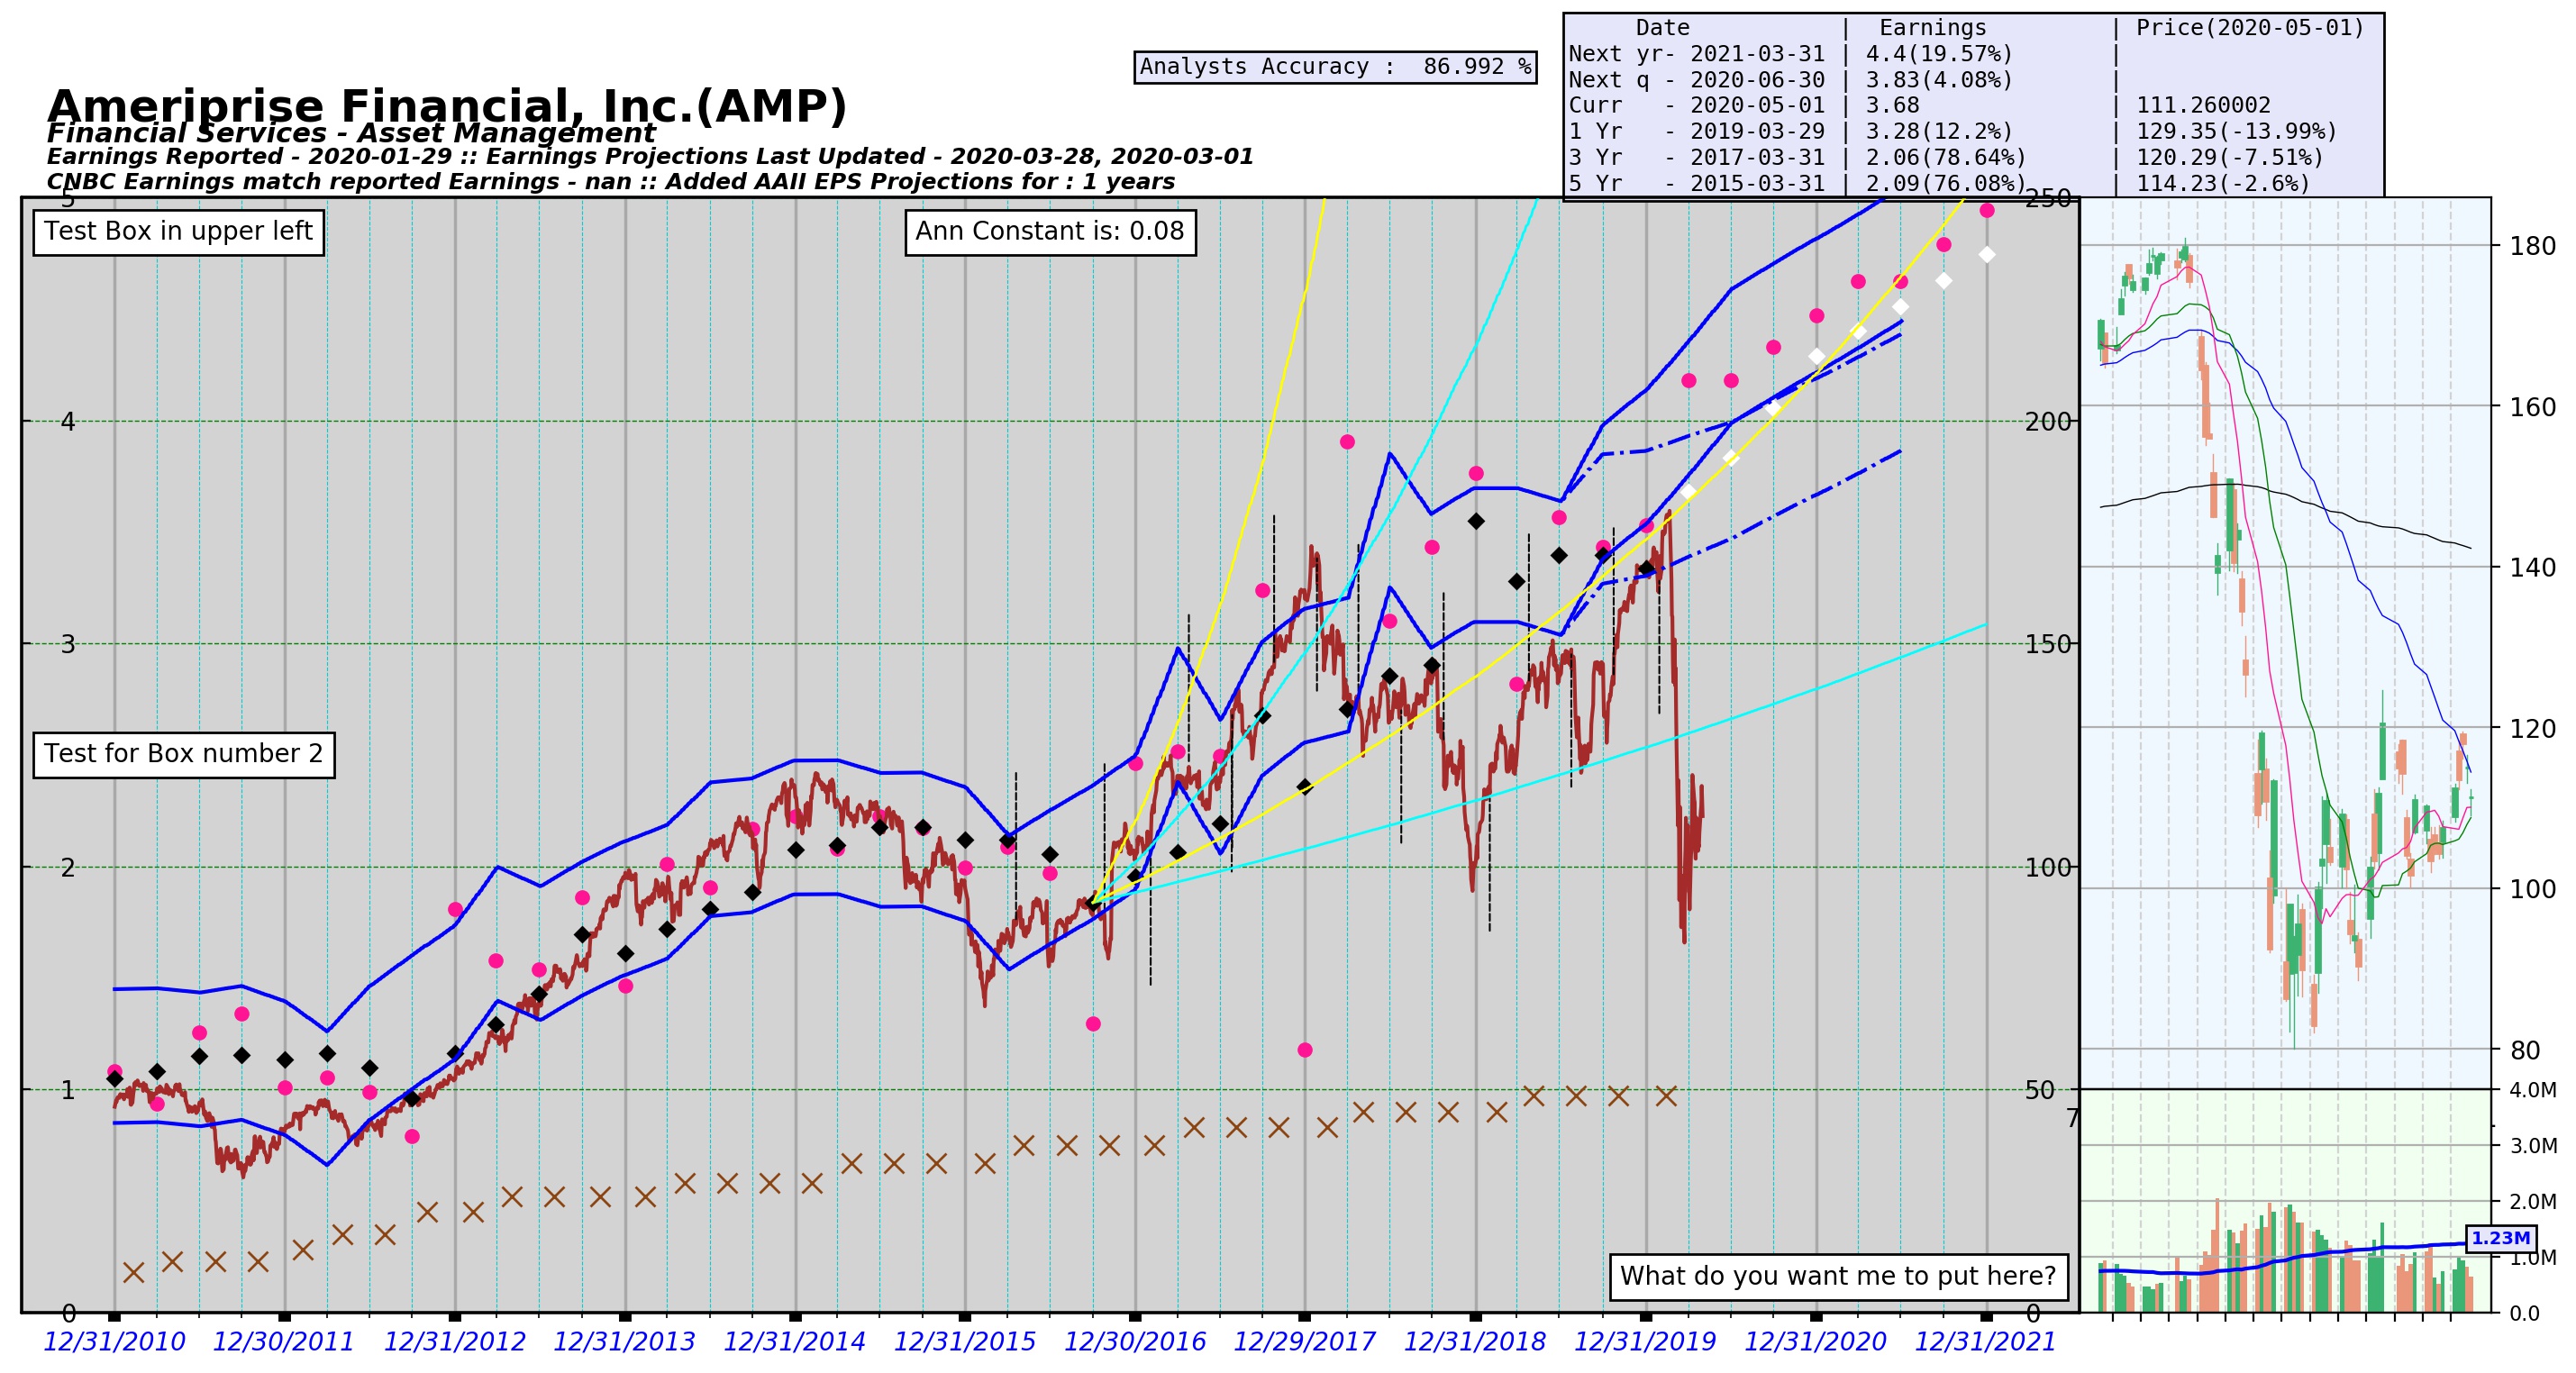 Date | Earnings | Price(2020-05-01)
Next yr- 2021-03-31 | 4.4(19.57%) |
Next q - 2020-06-30 | 3.83(4.08%) |
Curr - 2020-05-01 | 3.68 | 111.260002
1 Yr - 2019-03-29 | 3.28(12.2%) | 129.35(-13.99%)
3 Yr - 2017-03-31 | 2.06(78.64%) | 120.29(-7.51%)
5 Yr - 2015-03-31 | 2.09(76.08%) | 114.23(-2.6%)
Analysts Accuracy : 86.992 %
Ameriprise Financial, Inc.(AMP)
Financial Services - Asset Management
Earnings Reported - 2020-01-29 :: Earnings Projections Last Updated - 2020-03-28, 2020-03-01
CNBC Earnings match reported Earnings - nan :: Added AAII EPS Projections for : 1 years
Test Box in upper left
Ann Constant is: 0.08
Test for Box number 2
What do you want me to put here?
5
4
3
2
1
0
250
200
150
100
50
0
7
180
160
140
120
100
80
4.0M
3.0M
2.0M
1.23M
1.0M
0.0
12/31/2010 12/30/2011 12/31/2012 12/31/2013 12/31/2014 12/31/2015 12/30/2016 12/29/2017 12/31/2018 12/31/2019 12/31/2020 12/31/2021